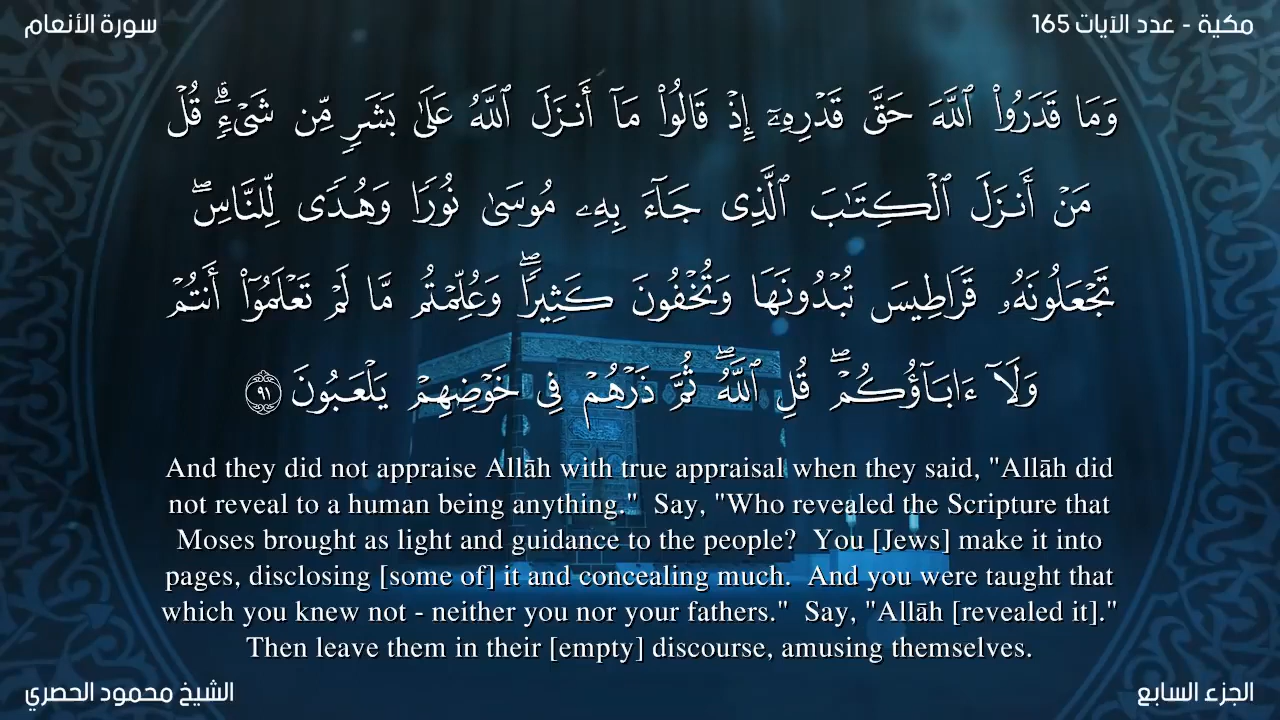 سورة الأنعام
مكية - عدد الآيات 165
وَمَا قَدَرُوا۟ ٱللَّهَ حَقَّ قَدْرِهِۦٓ إِذْ قَالُوا۟ مَآ أَنزَلَ ٱللَّهُ عَلَىٰ بَشَرٍۢ مِّن شَىْءٍۢ ۗ قُلْ
مَنْ أَنزَلَ ٱلْكِتَـٰبَ ٱلَّذِى جَآءَ بِهِۦ مُوسَىٰ نُورًۭا وَهُدًۭى لِّلنَّاسِ ۖ
تَجْعَلُونَهُۥ قَرَاطِيسَ تُبْدُونَهَا وَتُخْفُونَ كَثِيرًۭا ۖ وَعُلِّمْتُم مَّا لَمْ تَعْلَمُوٓا۟ أَنتُمْ
وَلَآ ءَابَآؤُكُمْ ۖ قُلِ ٱللَّهُ ۖ ثُمَّ ذَرْهُمْ فِى خَوْضِهِمْ يَلْعَبُونَ ٩١
And they did not appraise Allāh with true appraisal when they said, "Allāh did
not reveal to a human being anything."  Say, "Who revealed the Scripture that
Moses brought as light and guidance to the people?  You [Jews] make it into
pages, disclosing [some of] it and concealing much.  And you were taught that
which you knew not - neither you nor your fathers."  Say, "Allāh [revealed it]."
Then leave them in their [empty] discourse, amusing themselves.
الشيخ محمود الحصري
الجزء السابع